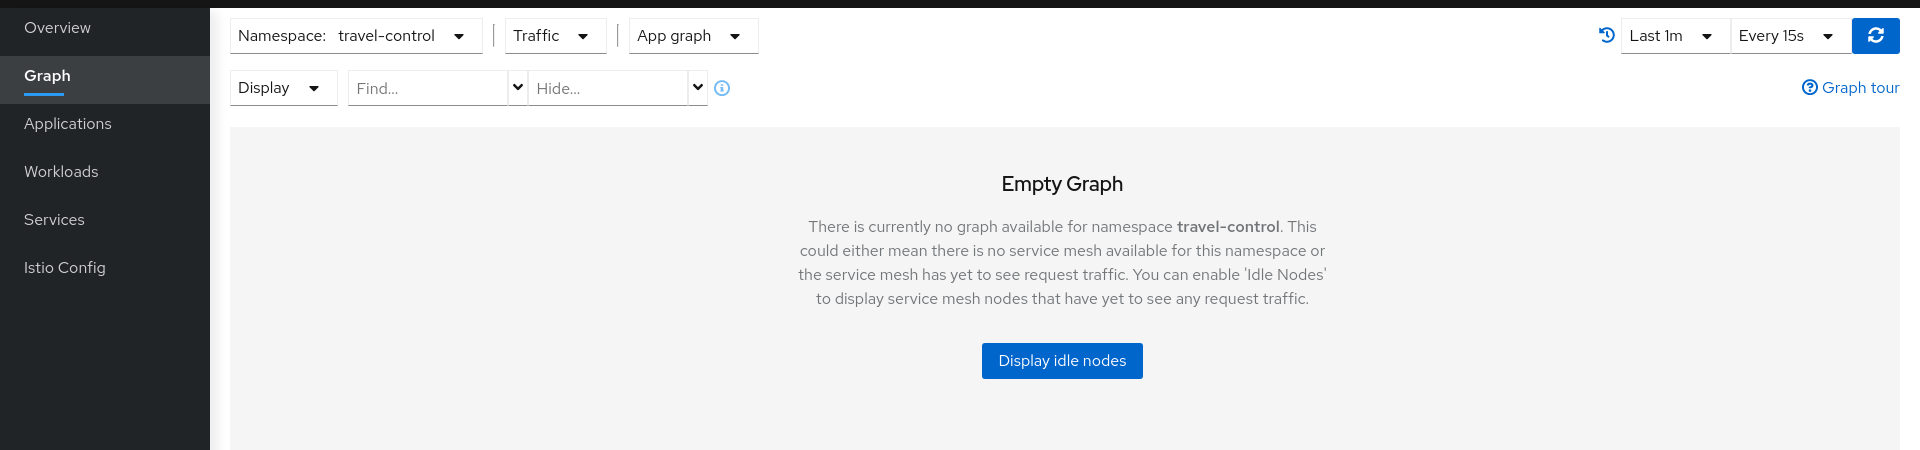 Overview
Graph
Applications
Workloads
Services
Istio Config
Namespace: travel-control
Traffic
App graph
Last 1m
Every 15s
Display
Find...
Hide...
Graph tour
Empty Graph
There is currently no graph available for namespace travel-control. This
could either mean there is no service mesh available for this namespace or
the service mesh has yet to see request traffic. You can enable 'Idle Nodes'
to display service mesh nodes that have yet to see any request traffic.
Display idle nodes